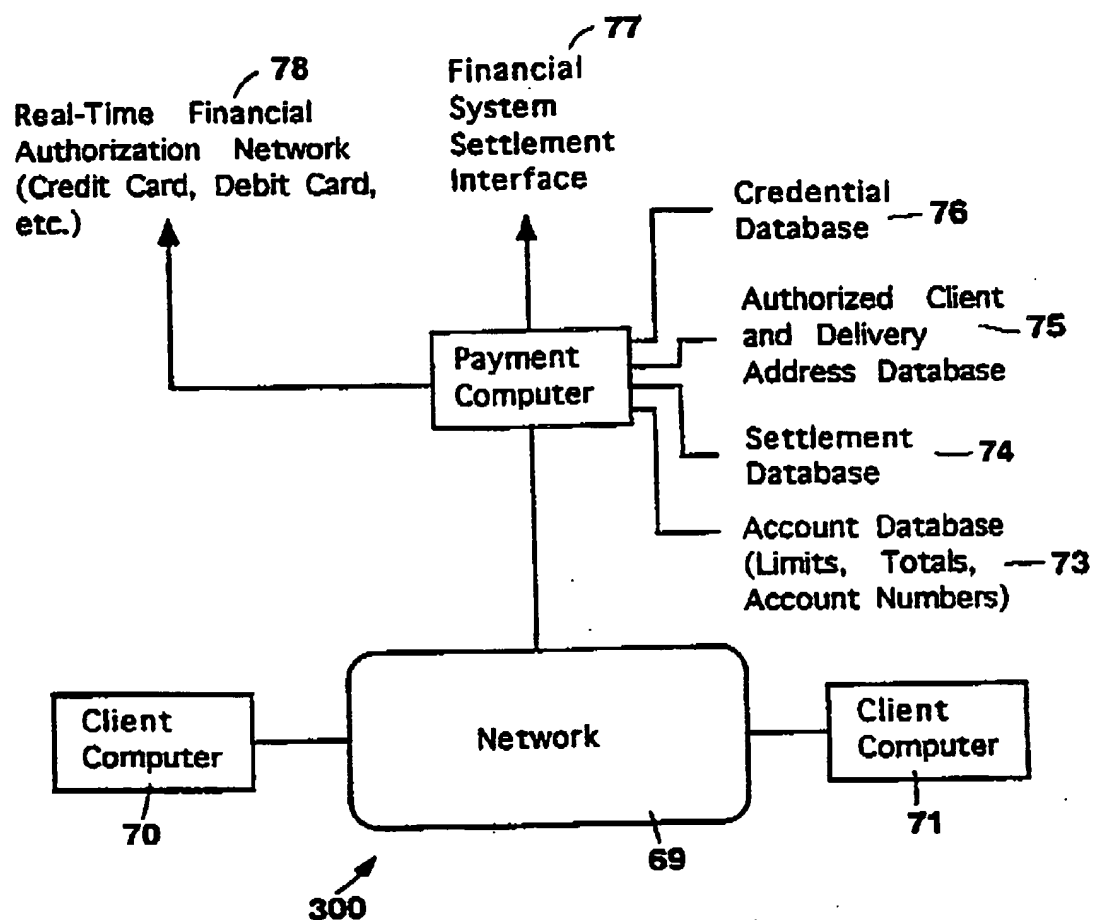 77
78
Financial
System
Settlement
Interface
Real-Time Financial
Authorization Network
(Credit Card, Debit Card,
etc.)
Credential
Database
76
Authorized Client
and Delivery
Address Database
75
Payment
Computer
Settlement
Database
74
Account Database
(Limits, Totals,
Account Numbers)
73
Client
Computer
Network
Client
Computer
70
69
71
300